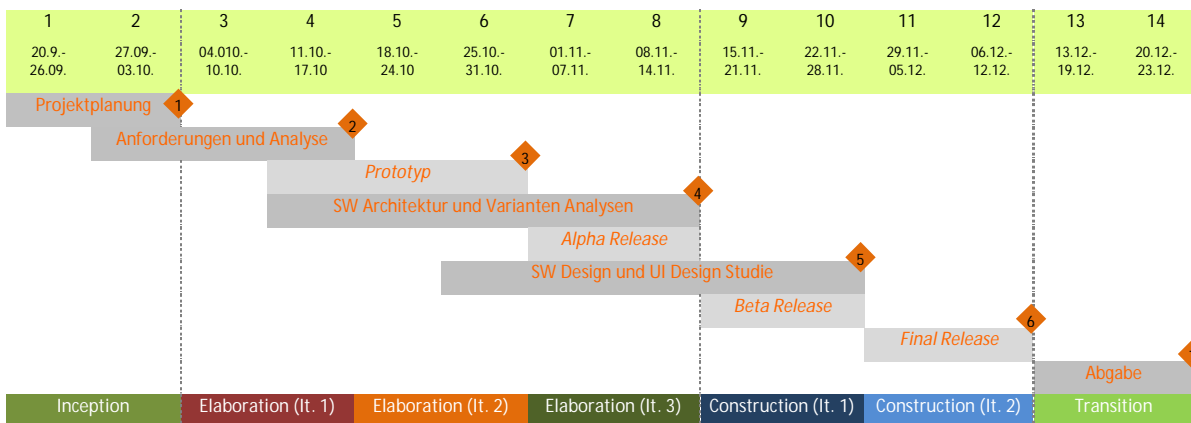 1 2 3 4 5 6 7 8 9 10 11 12 13 14
20.9.- 27.09.- 04.010.- 11.10.- 18.10.- 25.10.- 01.11.- 08.11.- 15.11.- 22.11.- 29.11.- 06.12.- 13.12.- 20.12.-
26.09. 03.10. 10.10. 17.10 24.10 31.10. 07.11. 14.11. 21.11. 28.11. 05.12. 12.12. 19.12. 23.12.
Projektplanung 1
Anforderungen und Analyse 2
Prototyp 3
SW Architektur und Varianten Analysen 4
Alpha Release
SW Design und UI Design Studie 5
Beta Release
Final Release 6
Abgabe
Inception Elaboration (It. 1) Elaboration (It. 2) Elaboration (It. 3) Construction (It. 1) Construction (It. 2) Transition